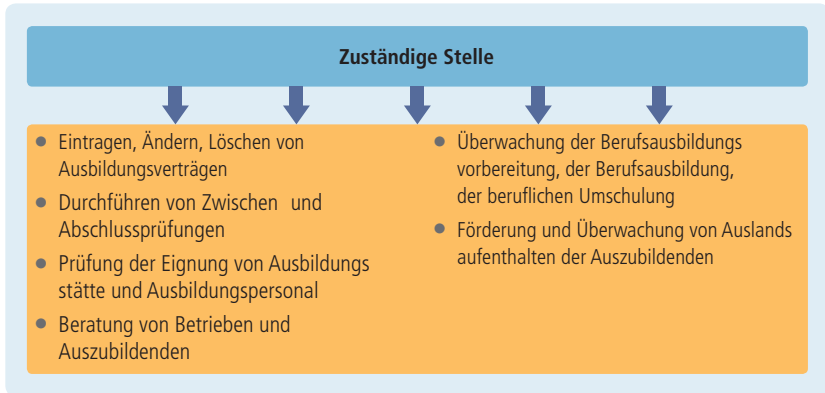 Zuständige Stelle
● Eintragen, Ändern, Löschen von
Ausbildungsverträgen
● Durchführen von Zwischen und
Abschlussprüfungen
● Prüfung der Eignung von Ausbildungs
stätte und Ausbildungspersonal
● Beratung von Betrieben und
Auszubildenden
● Überwachung der Berufsausbildungs
vorbereitung, der Berufsausbildung,
der beruflichen Umschulung
● Förderung und Überwachung von Auslands
aufenthalten der Auszubildenden